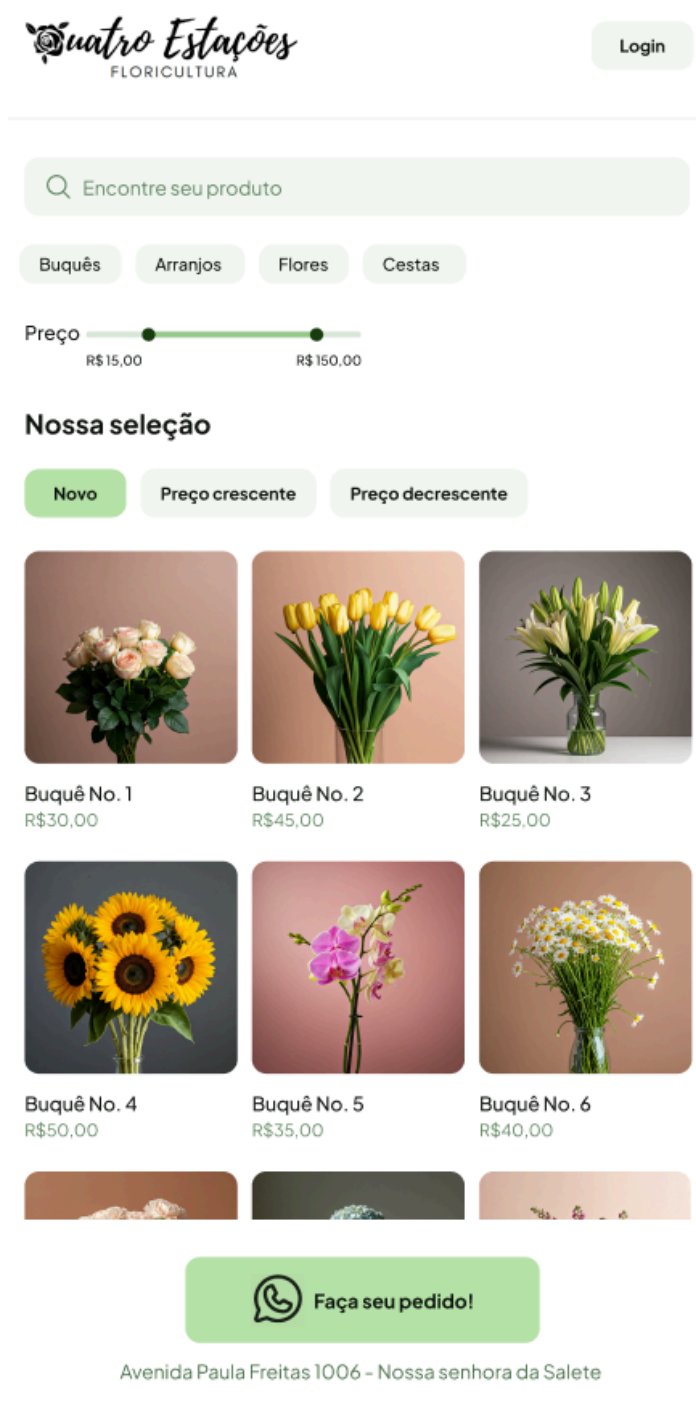 Quatro Estações
FLORICULTURA
Login
Encontre seu produto
Buquês Arranjos Flores Cestas
Preço
R$15,00 R$150,00
Nossa seleção
Novo Preço crescente Preço decrescente
Buquê No. 1 Buquê No. 2 Buquê No. 3
R$30,00 R$45,00 R$25,00
Buquê No. 4 Buquê No. 5 Buquê No. 6
R$50,00 R$35,00 R$40,00
Faça seu pedido!
Avenida Paula Freitas 1006 - Nossa senhora da Salete